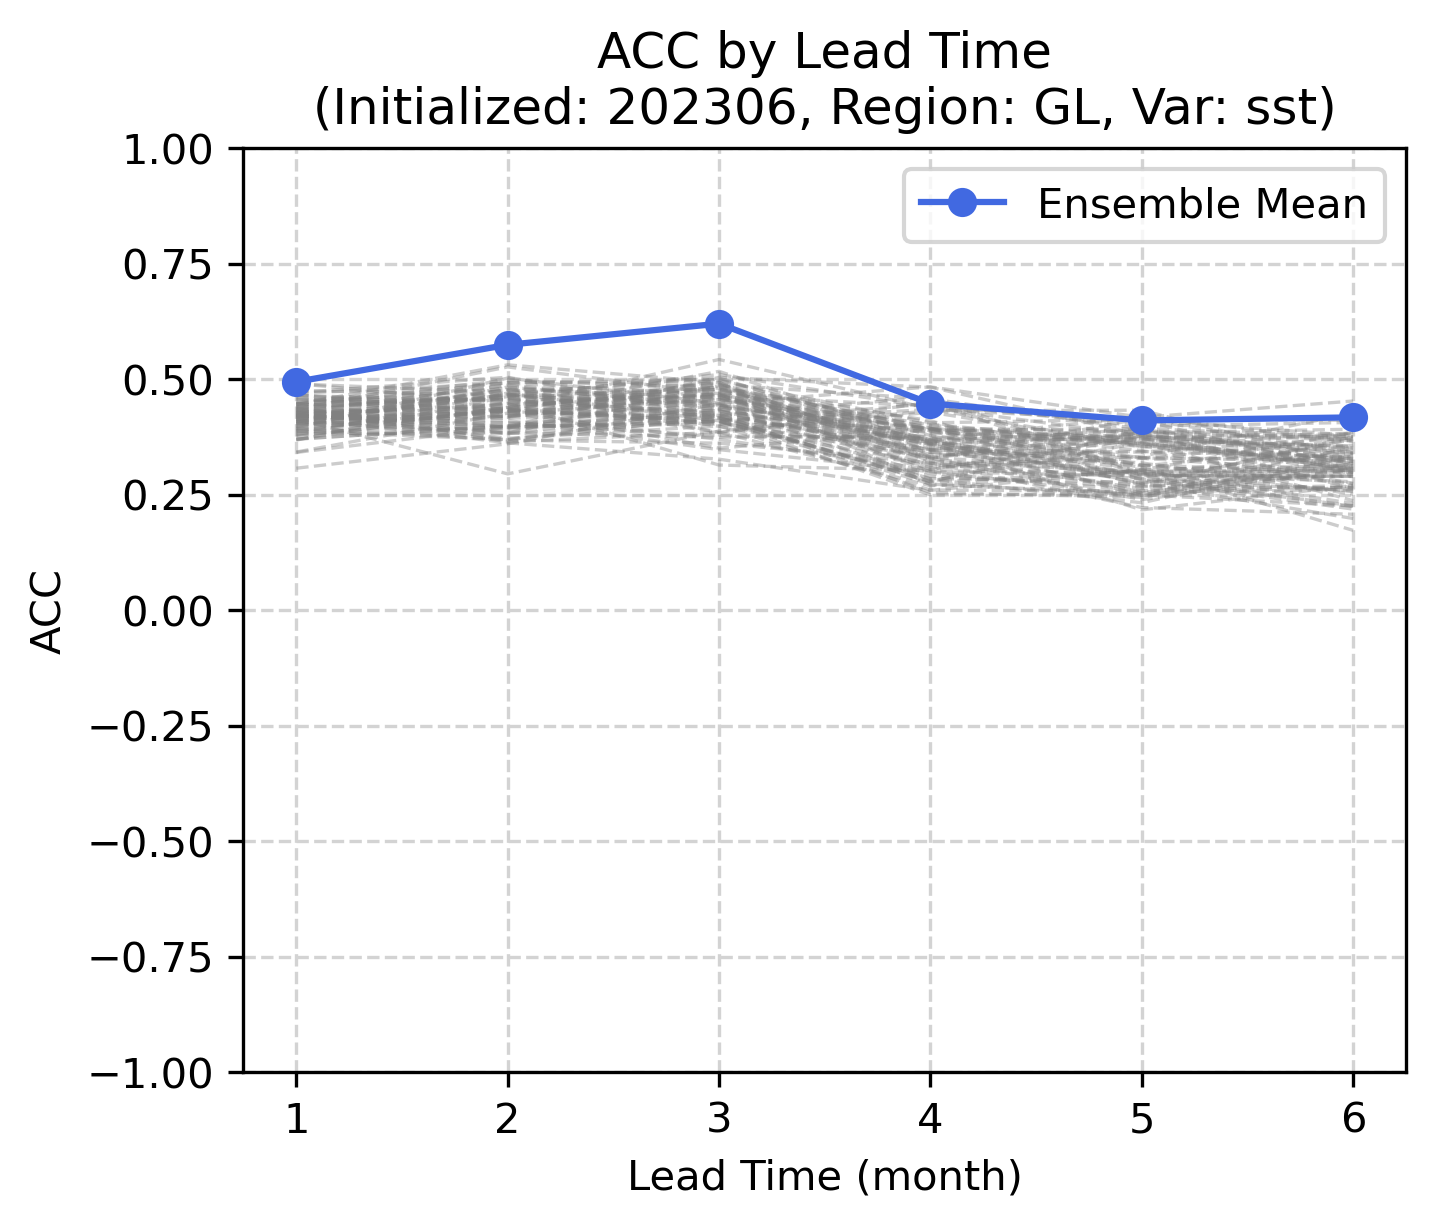 ACC by Lead Time
(Initialized: 202306, Region: GL, Var: sst)
Ensemble Mean
1.00
0.75
0.50
0.25
0.00
−0.25
−0.50
−0.75
−1.00
ACC
1 2 3 4 5 6
Lead Time (month)